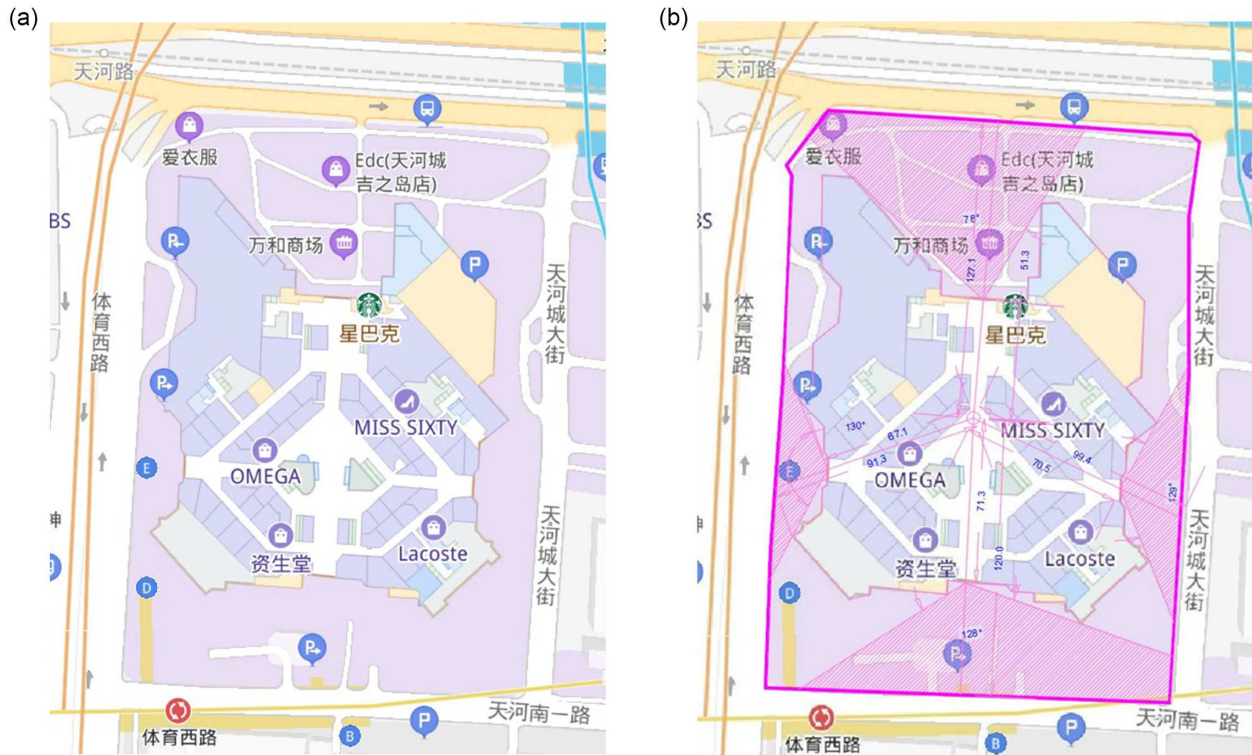 (a)
天河路
爱衣服
Edc(天河城
吉之岛店)
BS
万和商场
P
P
P
体育西路
天河城大街
星巴克
MISS SIXTY
E
OMEGA
Lacoste
资生堂
天河城大街
D
P
天河南一路
体育西路
B
P
(b)
天河路
爱衣服
Edc(天河城
吉之岛店)
78°
万和商场
127.1
51.3
P
P
P
体育西路
天河城大街
星巴克
MISS SIXTY
130°
67.1
91.3
E
OMEGA
70.5
99.4
129°
71.3
资生堂
Lacoste
120.0
天河城大街
D
128°
P
天河南一路
体育西路
B
P